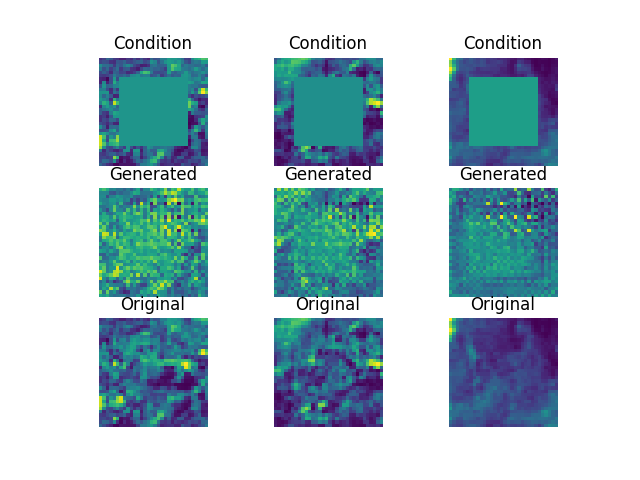 Condition Condition Condition
Generated Generated Generated
Original Original Original